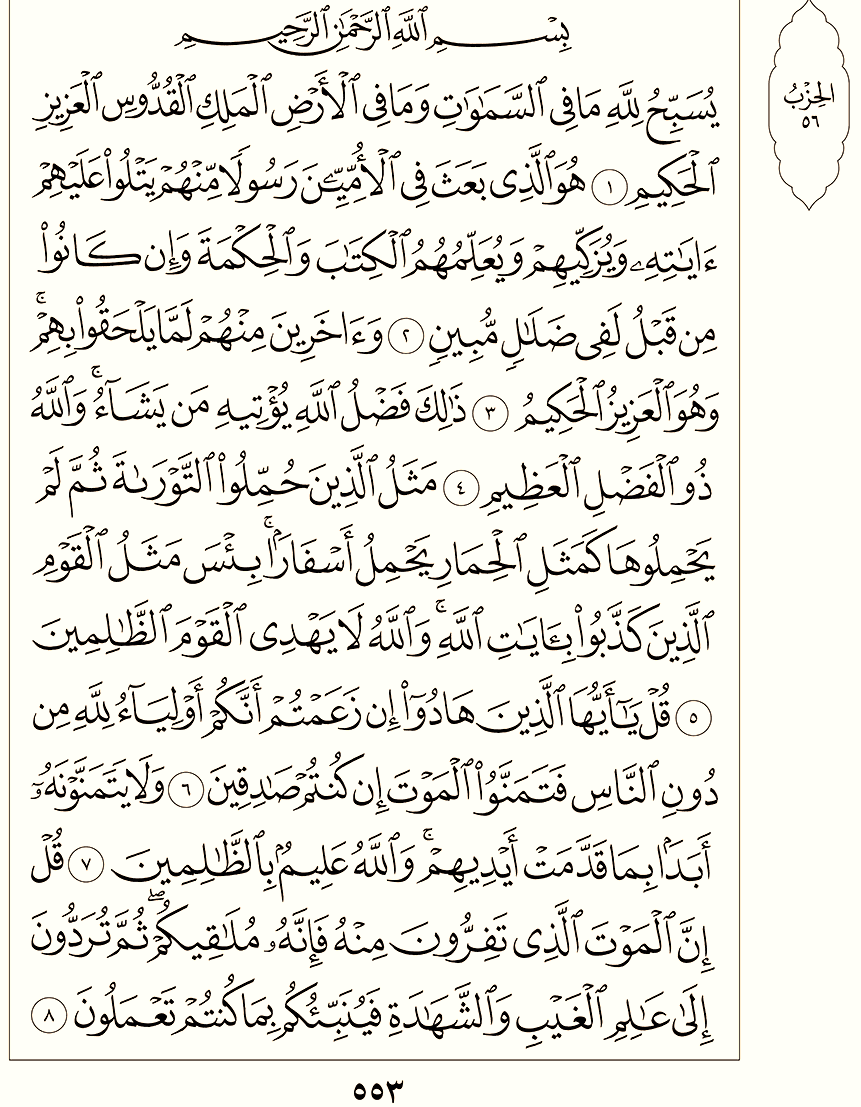 بِسْمِ ٱللَّهِ ٱلرَّحْمَٰنِ ٱلرَّحِيمِ
ٱلْحِزْبُ
٥٦
يُسَبِّحُ لِلَّهِ مَا فِى ٱلسَّمَٰوَٰتِ وَمَا فِى ٱلْأَرْضِ ٱلْمَلِكِ ٱلْقُدُّوسِ ٱلْعَزِيزِ
ٱلْحَكِيمِ ١ هُوَ ٱلَّذِى بَعَثَ فِى ٱلْأُمِّيِّـۧنَ رَسُولًا مِّنْهُمْ يَتْلُوا۟ عَلَيْهِمْ
ءَايَٰتِهِۦ وَيُزَكِّيهِمْ وَيُعَلِّمُهُمُ ٱلْكِتَٰبَ وَٱلْحِكْمَةَ وَإِن كَانُوا۟
مِن قَبْلُ لَفِى ضَلَٰلٍ مُّبِينٍ ٢ وَءَاخَرِينَ مِنْهُمْ لَمَّا يَلْحَقُوا۟ بِهِمْ ۚ
وَهُوَ ٱلْعَزِيزُ ٱلْحَكِيمُ ٣ ذَٰلِكَ فَضْلُ ٱللَّهِ يُؤْتِيهِ مَن يَشَآءُ ۚ وَٱللَّهُ
ذُو ٱلْفَضْلِ ٱلْعَظِيمِ ٤ مَثَلُ ٱلَّذِينَ حُمِّلُوا۟ ٱلتَّوْرَىٰةَ ثُمَّ لَمْ
يَحْمِلُوهَا كَمَثَلِ ٱلْحِمَارِ يَحْمِلُ أَسْفَارًۢا ۚ بِئْسَ مَثَلُ ٱلْقَوْمِ
ٱلَّذِينَ كَذَّبُوا۟ بِـَٔايَٰتِ ٱللَّهِ ۚ وَٱللَّهُ لَا يَهْدِى ٱلْقَوْمَ ٱلظَّٰلِمِينَ
٥ قُلْ يَٰٓأَيُّهَا ٱلَّذِينَ هَادُوٓا۟ إِن زَعَمْتُمْ أَنَّكُمْ أَوْلِيَآءُ لِلَّهِ مِن
دُونِ ٱلنَّاسِ فَتَمَنَّوُا۟ ٱلْمَوْتَ إِن كُنتُمْ صَٰدِقِينَ ٦ وَلَا يَتَمَنَّوْنَهُۥٓ
أَبَدًۢا بِمَا قَدَّمَتْ أَيْدِيهِمْ ۚ وَٱللَّهُ عَلِيمٌۢ بِٱلظَّٰلِمِينَ ٧ قُلْ
إِنَّ ٱلْمَوْتَ ٱلَّذِى تَفِرُّونَ مِنْهُ فَإِنَّهُۥ مُلَٰقِيكُمْ ۖ ثُمَّ تُرَدُّونَ
إِلَىٰ عَٰلِمِ ٱلْغَيْبِ وَٱلشَّهَٰدَةِ فَيُنَبِّئُكُم بِمَا كُنتُمْ تَعْمَلُونَ ٨
٥٥٣